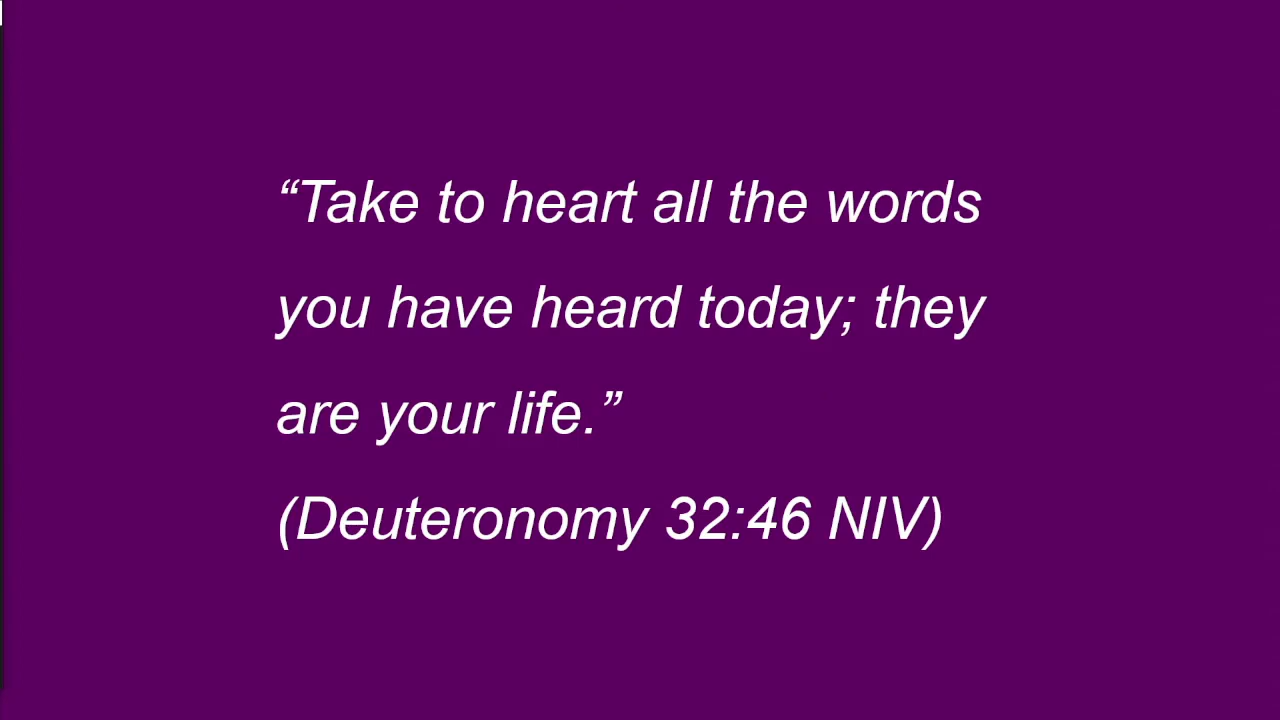 “Take to heart all the words
you have heard today; they
are your life.”
(Deuteronomy 32:46 NIV)